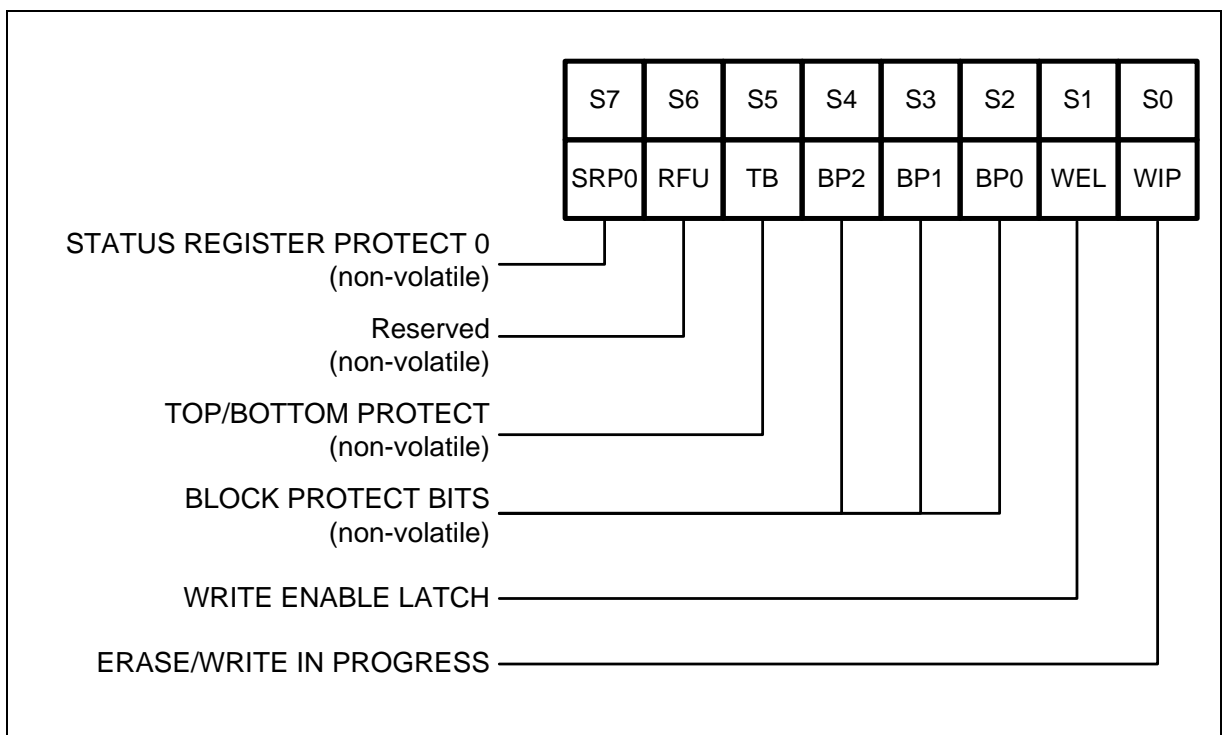 S7 S6 S5 S4 S3 S2 S1 S0
SRP0 RFU TB BP2 BP1 BP0 WEL WIP
STATUS REGISTER PROTECT 0
(non-volatile)
Reserved
(non-volatile)
TOP/BOTTOM PROTECT
(non-volatile)
BLOCK PROTECT BITS
(non-volatile)
WRITE ENABLE LATCH
ERASE/WRITE IN PROGRESS